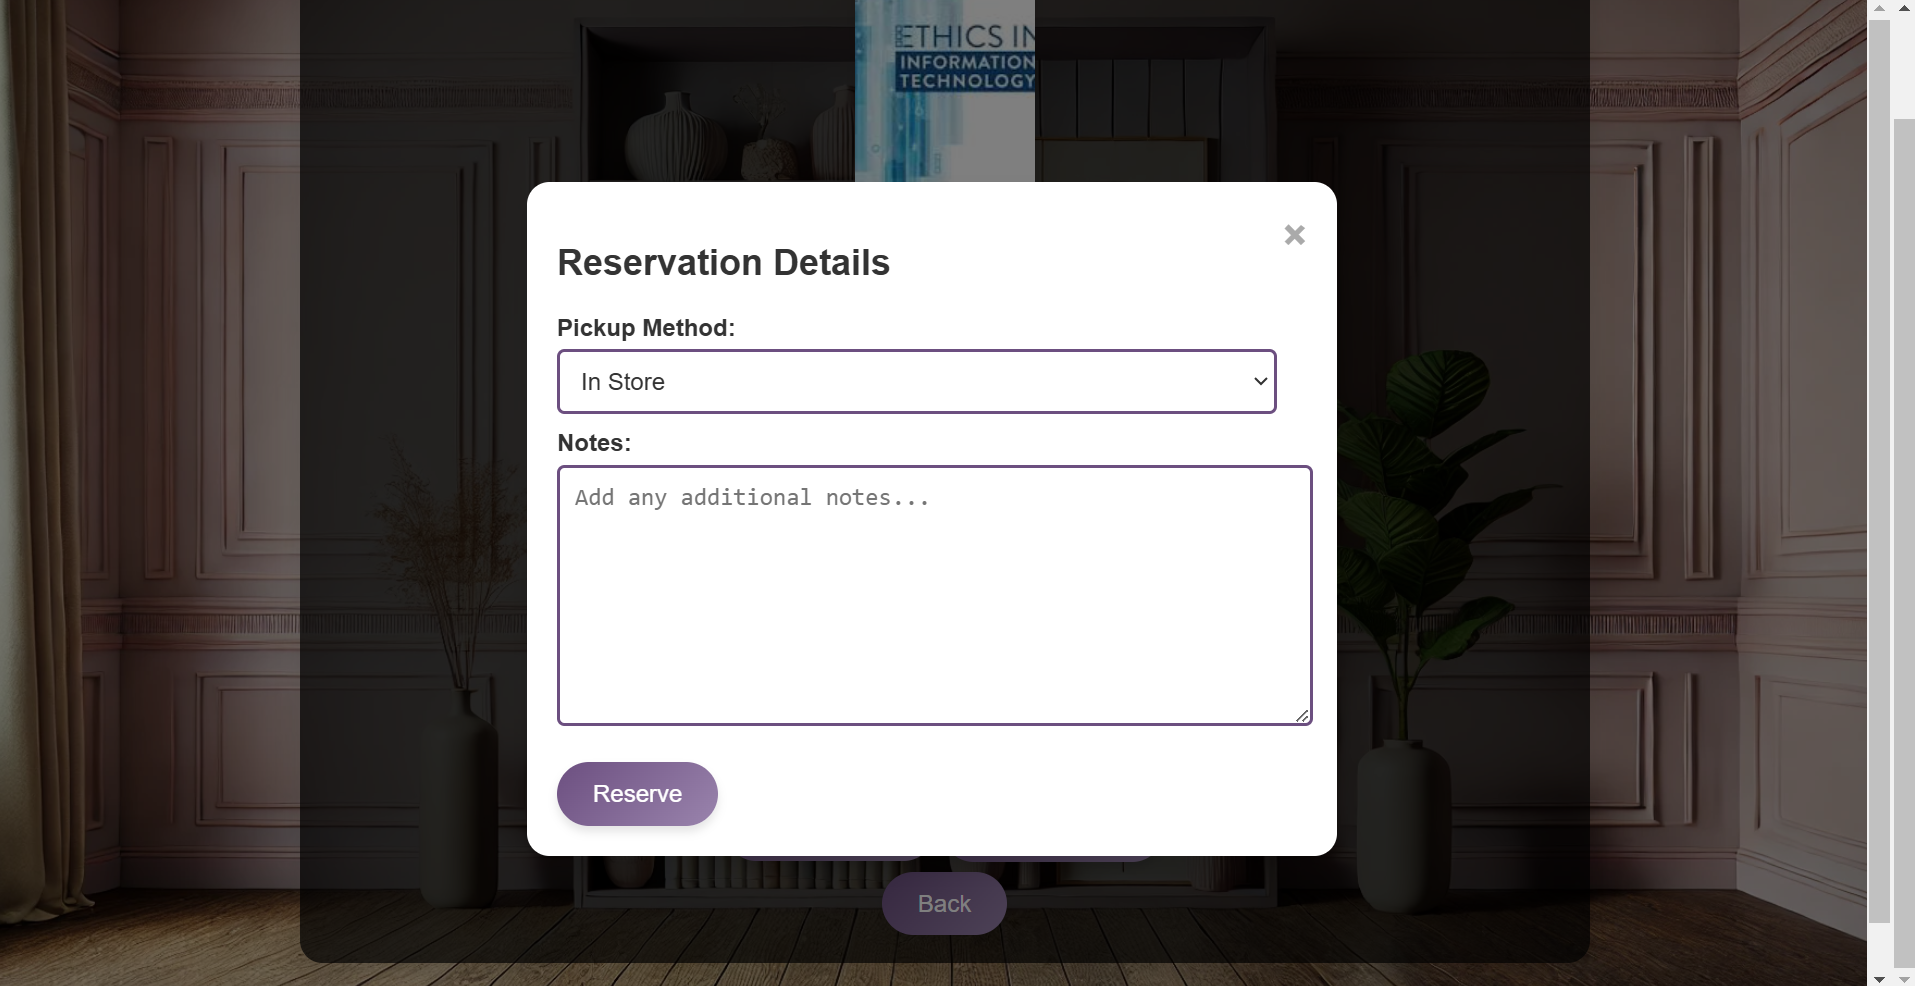 ETHICS IN
INFORMATION
TECHNOLOGY
×
Reservation Details
Pickup Method:
In Store
Notes:
Add any additional notes...
Reserve
Back